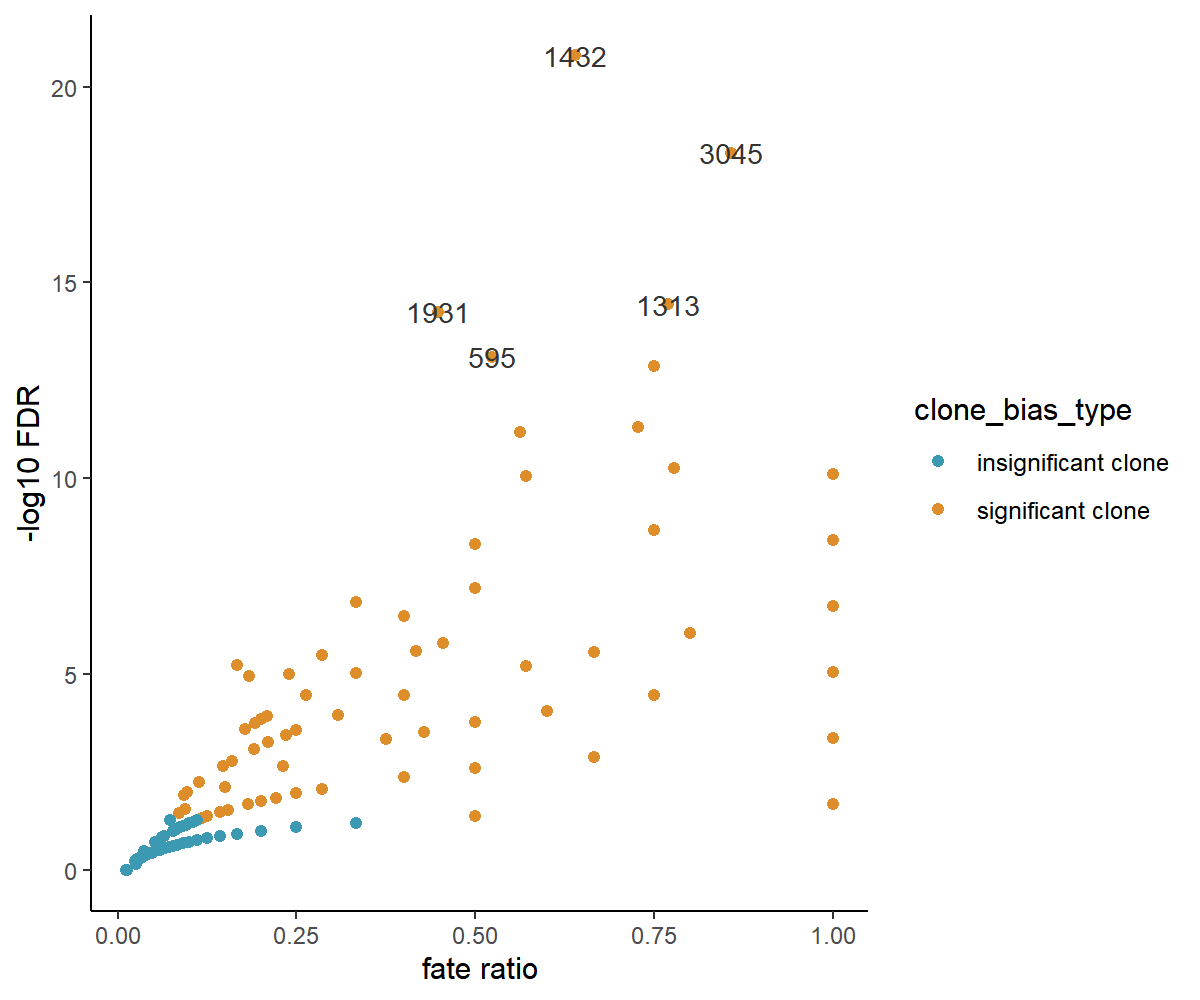 1432
20
3045
15
1313
1931
595
-log10 FDR
10
5
0
0.00 0.25 0.50 0.75 1.00
fate ratio
clone_bias_type
insignificant clone
significant clone